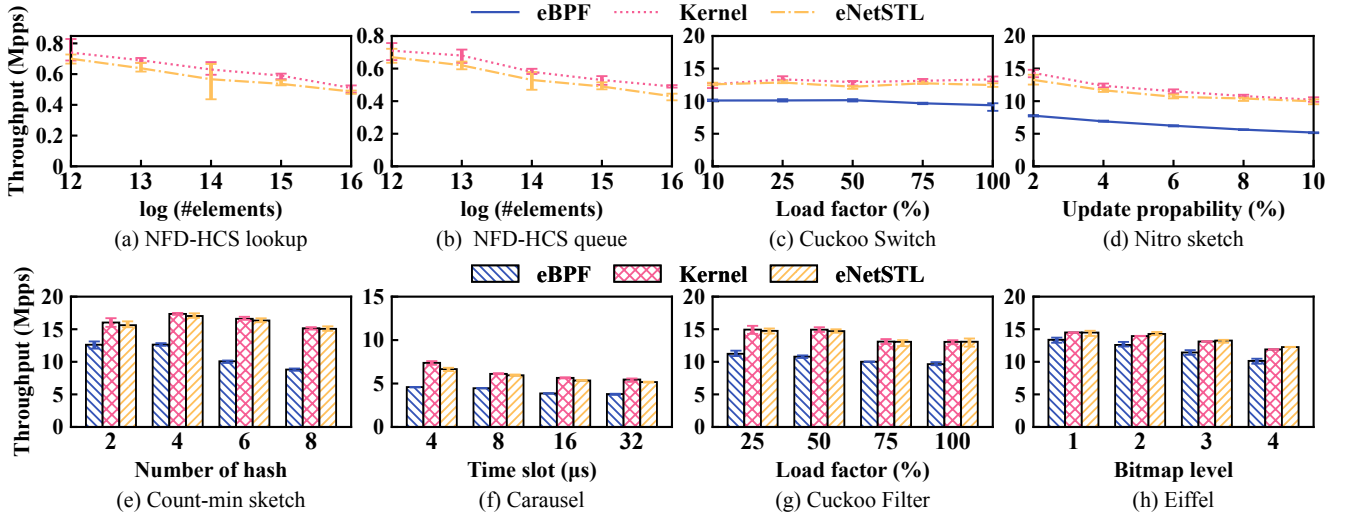 eBPF Kernel eNetSTL
Throughput (Mpps)
0.8
0.6
0.4
0.2
0
12 13 14 15 16
log (#elements)
(a) NFD-HCS lookup
0.8
0.6
0.4
0.2
0
12 13 14 15 16
log (#elements)
(b) NFD-HCS queue
20
15
10
5
0
10 25 50 75 100
Load factor (%)
(c) Cuckoo Switch
20
15
10
5
0
2 4 6 8 10
Update propability (%)
(d) Nitro sketch
eBPF Kernel eNetSTL
Throughput (Mpps)
20
15
10
5
0
2 4 6 8
Number of hash
(e) Count-min sketch
15
10
5
0
4 8 16 32
Time slot (μs)
(f) Carausel
20
15
10
5
0
25 50 75 100
Load factor (%)
(g) Cuckoo Filter
20
15
10
5
0
1 2 3 4
Bitmap level
(h) Eiffel